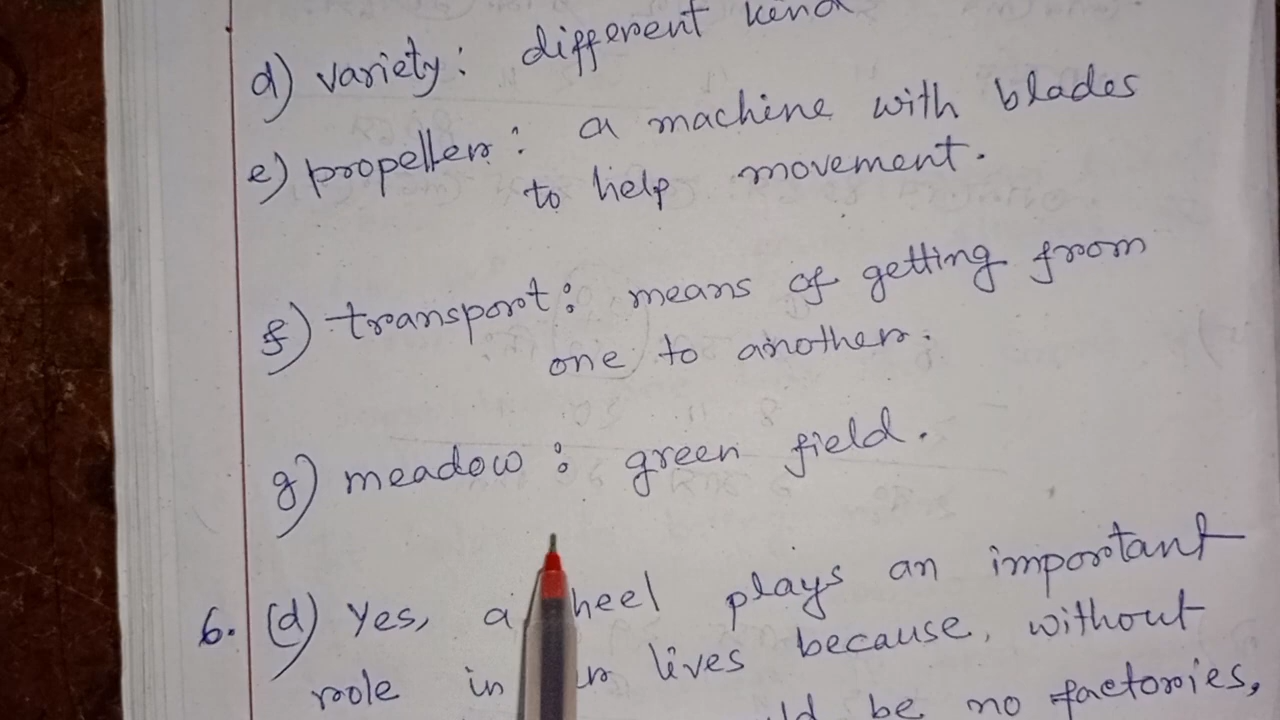 d) variety: different kind
e) propeller: a machine with blades
to help movement.
f) transport: means of getting from
one to another.
g) meadow: green field.
6. (d) Yes, a heel plays an important
role in lives because, without
be no factories,